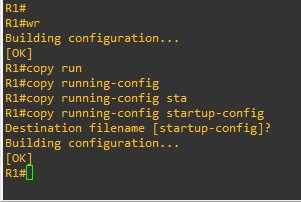 R1#
R1#wr
Building configuration...
[OK]
R1#copy run
R1#copy running-config
R1#copy running-config sta
R1#copy running-config startup-config
Destination filename [startup-config]?
Building configuration...
[OK]
R1#